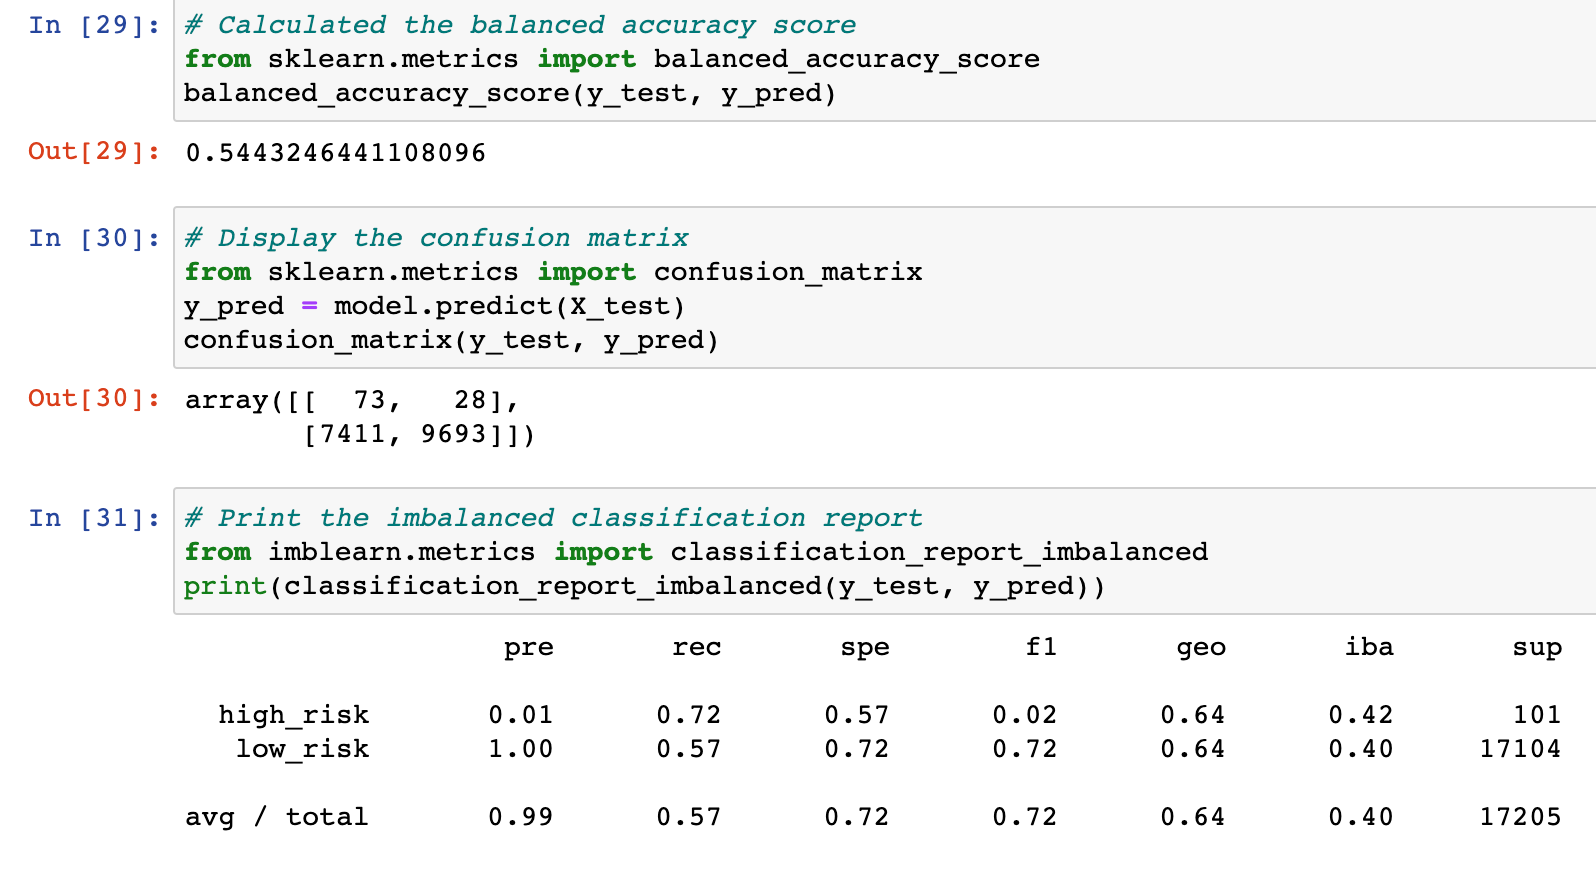 In [29]: # Calculated the balanced accuracy score
from sklearn.metrics import balanced_accuracy_score
balanced_accuracy_score(y_test, y_pred)
Out[29]: 0.5443246441108096
In [30]: # Display the confusion matrix
from sklearn.metrics import confusion_matrix
y_pred = model.predict(X_test)
confusion_matrix(y_test, y_pred)
Out[30]: array([[  73,   28],
       [7411, 9693]])
In [31]: # Print the imbalanced classification report
from imblearn.metrics import classification_report_imbalanced
print(classification_report_imbalanced(y_test, y_pred))
pre rec spe f1 geo iba sup
high_risk 0.01 0.72 0.57 0.02 0.64 0.42 101
low_risk 1.00 0.57 0.72 0.72 0.64 0.40 17104
avg / total 0.99 0.57 0.72 0.72 0.64 0.40 17205